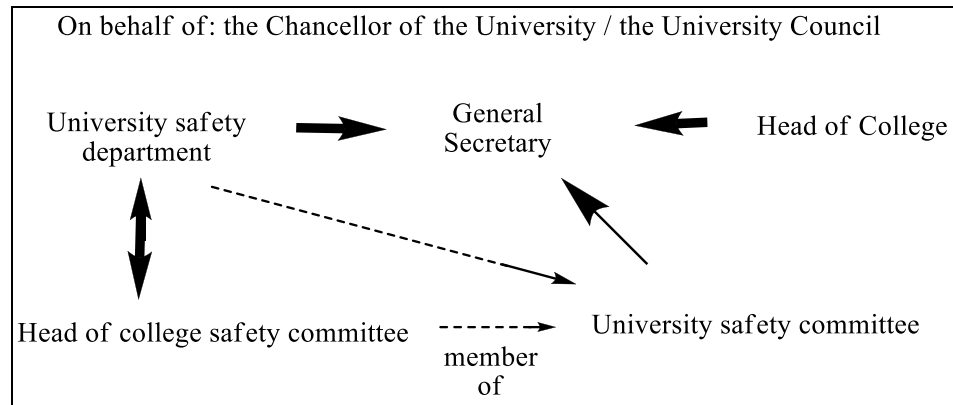 On behalf of: the Chancellor of the University / the University Council
University safety
department
General
Secretary
Head of College
Head of college safety committee
member
of
University safety committee